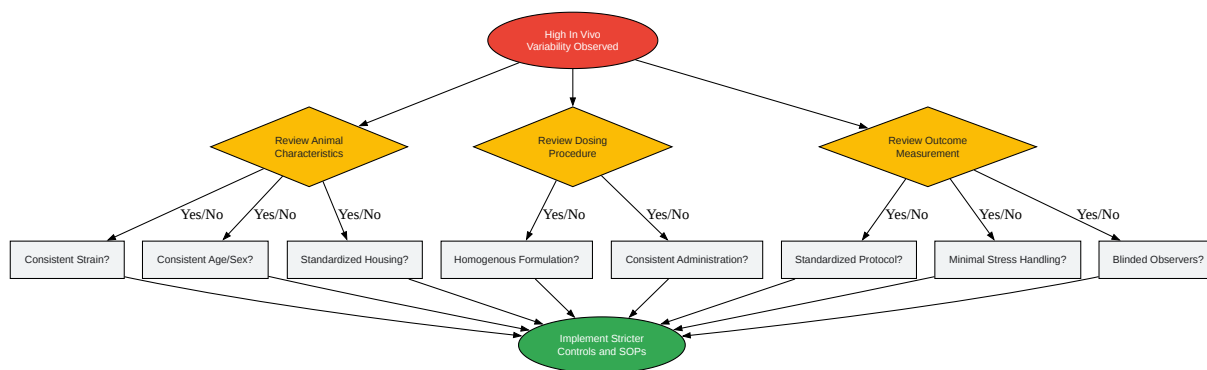 High In Vivo
Variability Observed
Review Animal
Characteristics
Review Dosing
Procedure
Review Outcome
Measurement
Yes/No
Yes/No
Yes/No
Yes/No
Yes/No
Yes/No
Yes/No
Yes/No
Consistent Strain?
Consistent Age/Sex?
Standardized Housing?
Homogenous Formulation?
Consistent Administration?
Standardized Protocol?
Minimal Stress Handling?
Blinded Observers?
Implement Stricter
Controls and SOPs